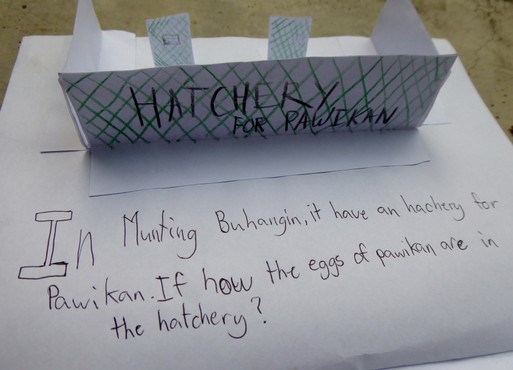 HATCHERY
FOR PAWIKAN
In Munting Buhangin, it have an hachery for
Pawikan. If how the eggs of pawikan are in
the hatchery?